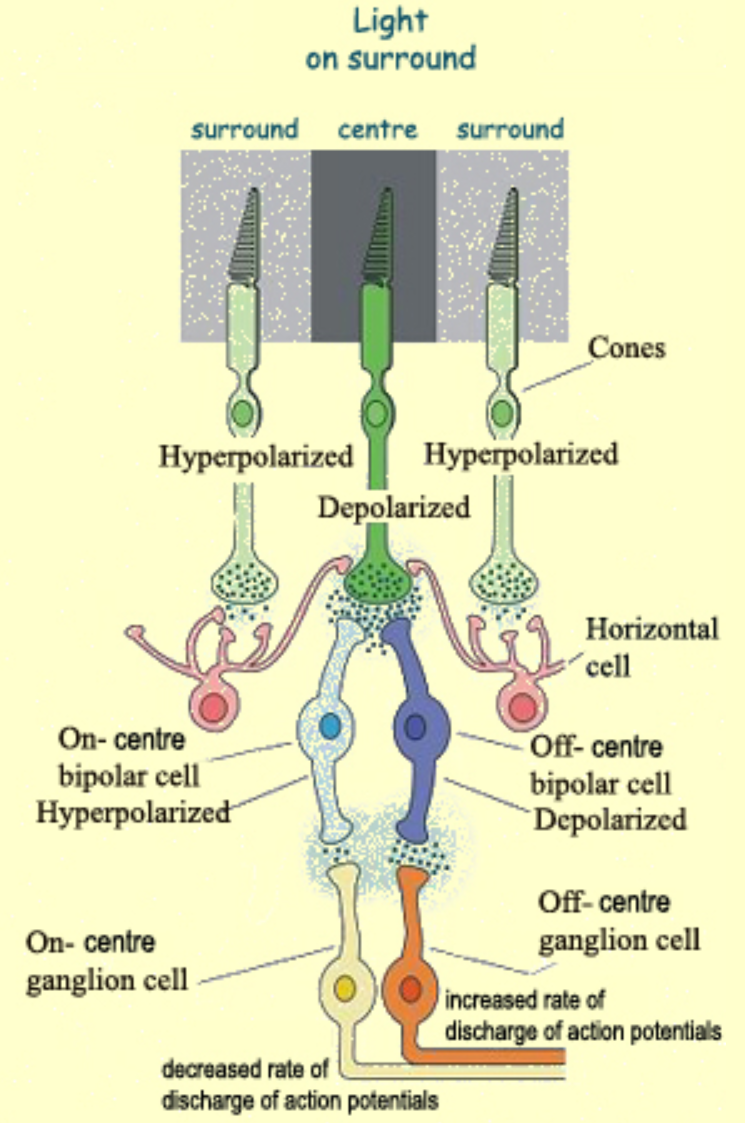 Light
on surround
surround centre surround
Cones
Hyperpolarized Hyperpolarized
Depolarized
Horizontal
cell
On- centre
bipolar cell
Hyperpolarized
Off- centre
bipolar cell
Depolarized
On- centre
ganglion cell
Off- centre
ganglion cell
increased rate of
discharge of action potentials
decreased rate of
discharge of action potentials